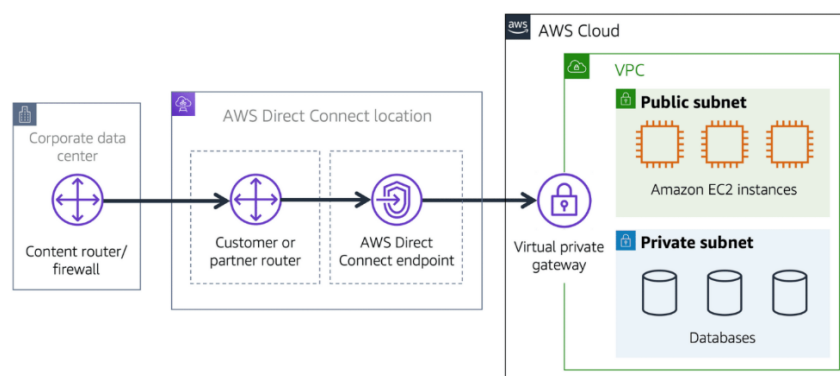 aws
AWS Cloud
VPC
Corporate data
center
Content router/
firewall
AWS Direct Connect location
Customer or
partner router
AWS Direct
Connect endpoint
Virtual private
gateway
Public subnet
Amazon EC2 instances
Private subnet
Databases